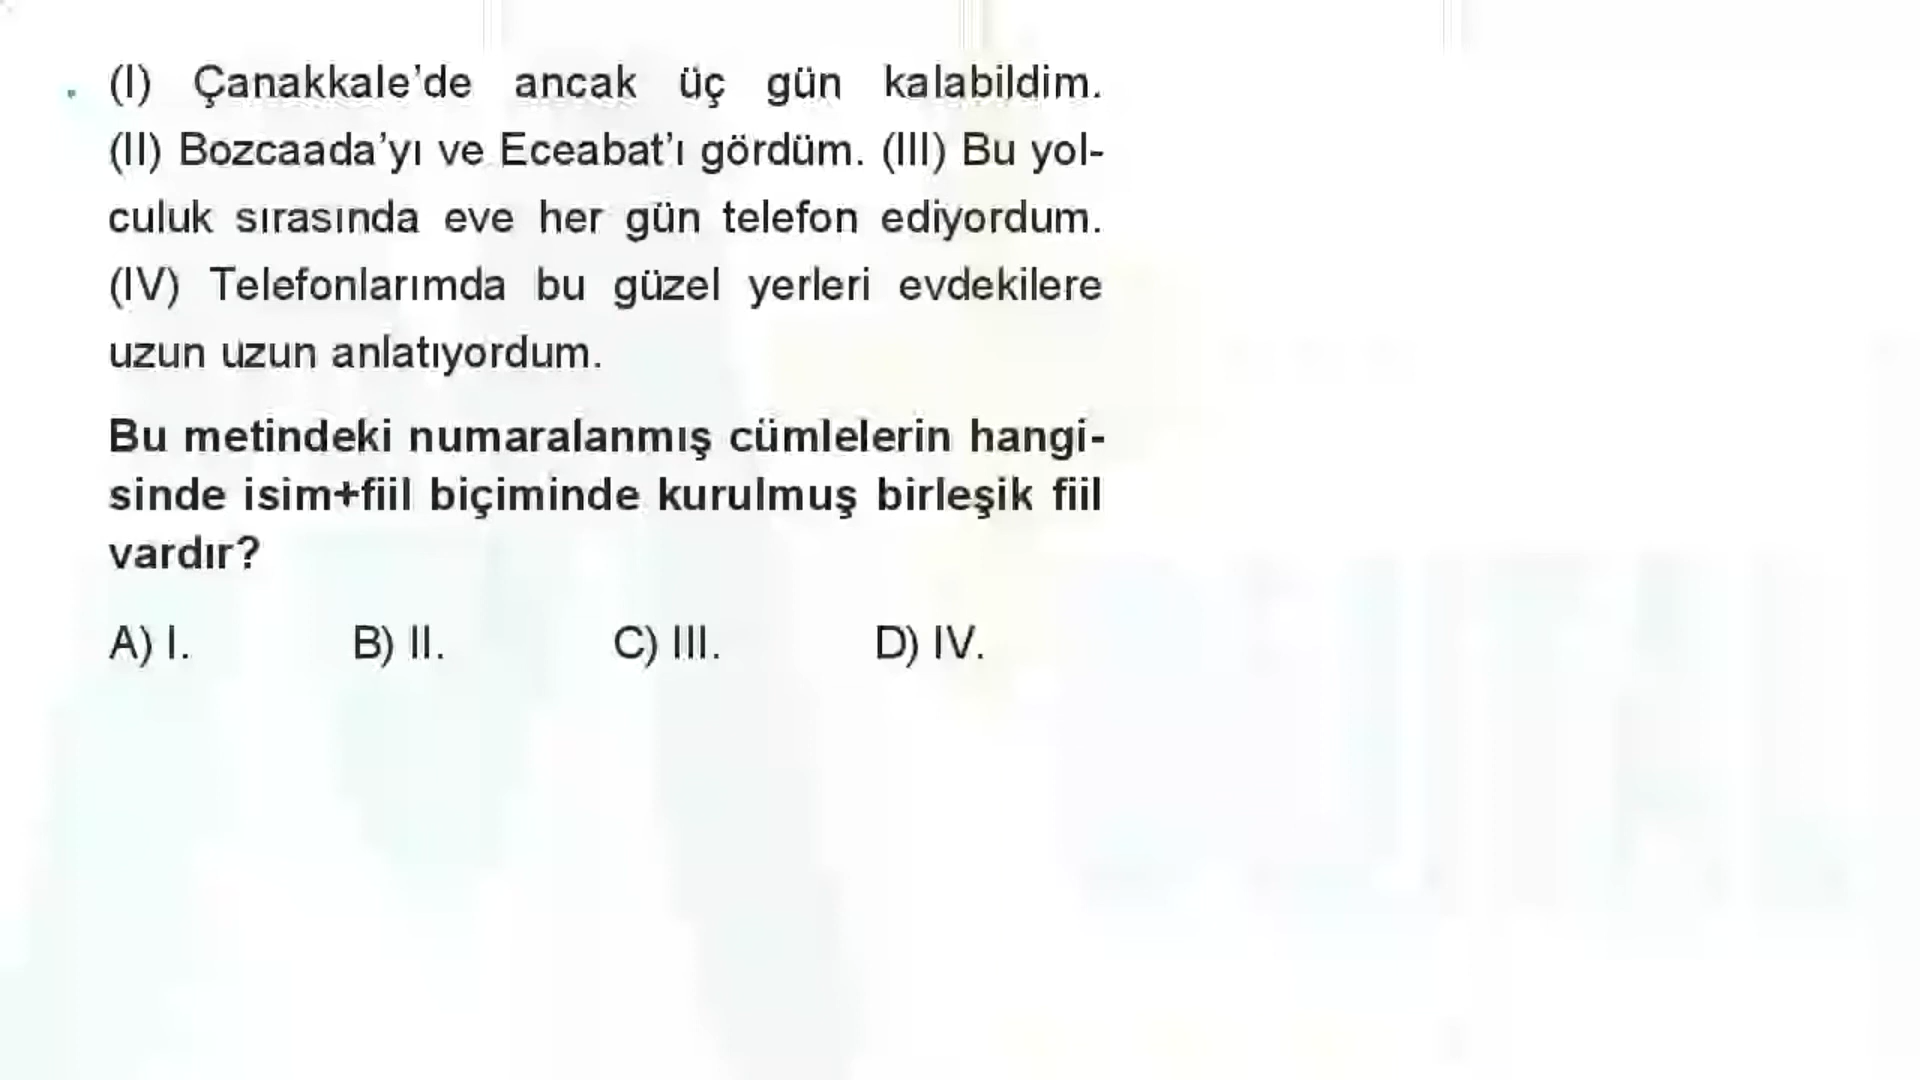 (I) Çanakkale'de ancak üç gün kalabildim.
(II) Bozcaada'yı ve Eceabat'ı gördüm. (III) Bu yol-
culuk sırasında eve her gün telefon ediyordum.
(IV) Telefonlarımda bu güzel yerleri evdekilere
uzun uzun anlatıyordum.
Bu metindeki numaralanmış cümlelerin hangi-
sinde isim+fiil biçiminde kurulmuş birleşik fiil
vardır?
A) I. B) II. C) III. D) IV.